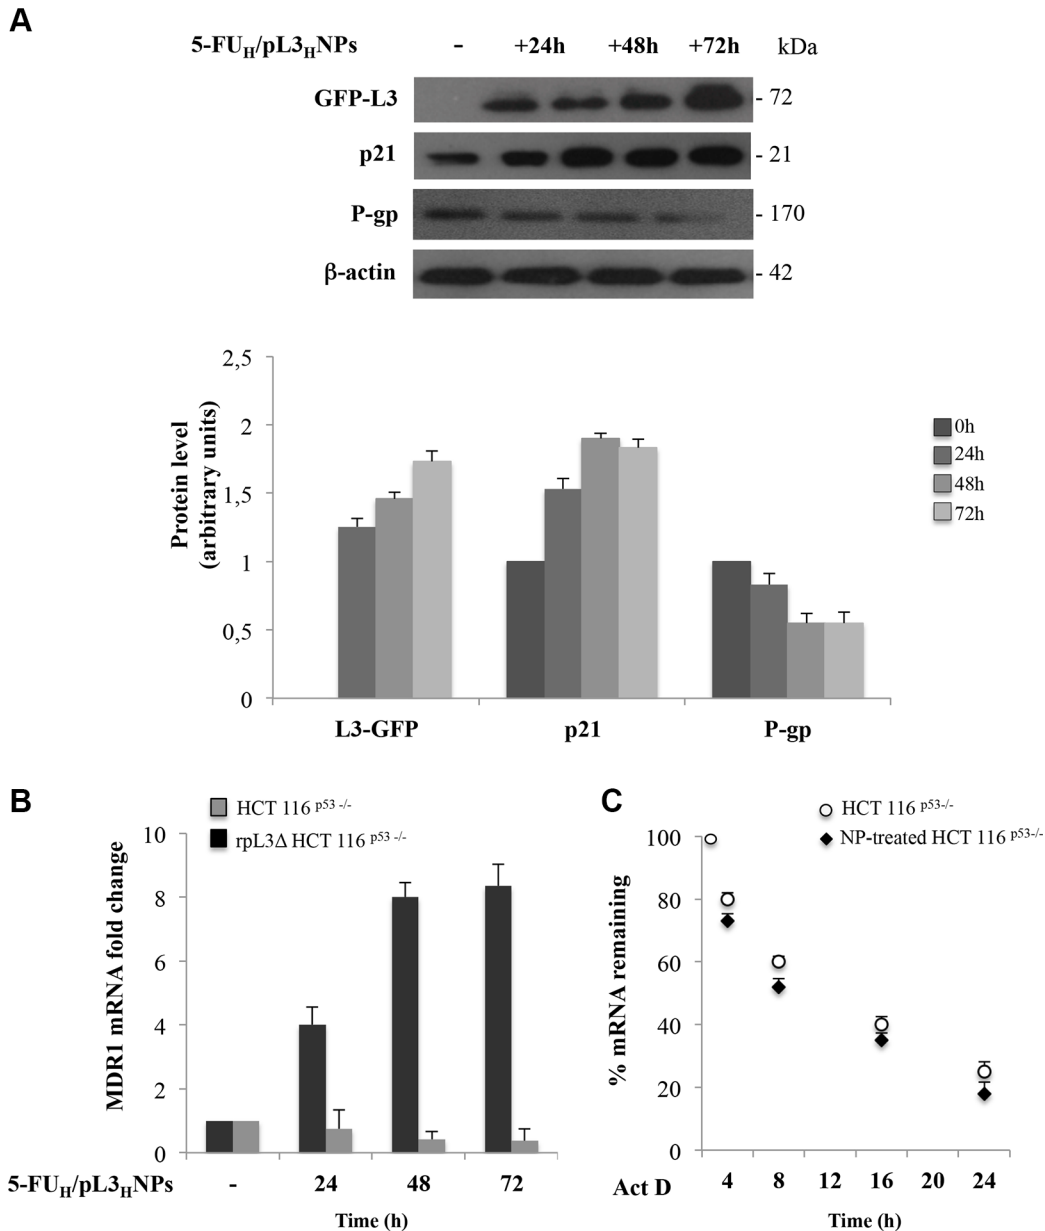 A
5-FUH/pL3HNPs - +24h +48h +72h kDa
GFP-L3 - 72
p21 - 21
P-gp - 170
β-actin - 42
Protein level
(arbitrary units)
2,5
2
1,5
1
0,5
0
L3-GFP p21 P-gp
0h
24h
48h
72h
B
HCT 116 p53 -/-
rpL3Δ HCT 116 p53 -/-
MDR1 mRNA fold change
10
8
6
4
2
0
5-FUH/pL3HNPs - 24 48 72
Time (h)
C
HCT 116 p53-/-
NP-treated HCT 116 p53-/-
% mRNA remaining
100
80
60
40
20
0
Act D 4 8 12 16 20 24
Time (h)